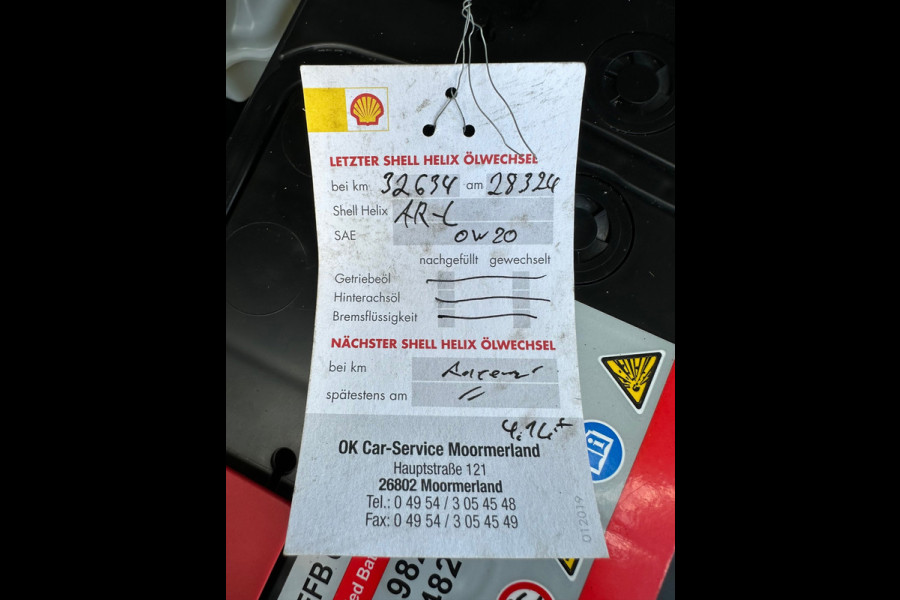 LETZTER SHELL HELIX ÖLWECHSEL
bei km 32634 am 28324
Shell Helix AR-L
SAE 0W20
nachgefüllt gewechselt
Getriebeöl
Hinterachsöl
Bremsflüssigkeit
NÄCHSTER SHELL HELIX ÖLWECHSEL
bei km
spätestens am
OK Car-Service Moormerland
Hauptstraße 121
26802 Moormerland
Tel.: 0 49 54 / 3 05 45 48
Fax: 0 49 54 / 3 05 45 49
012019